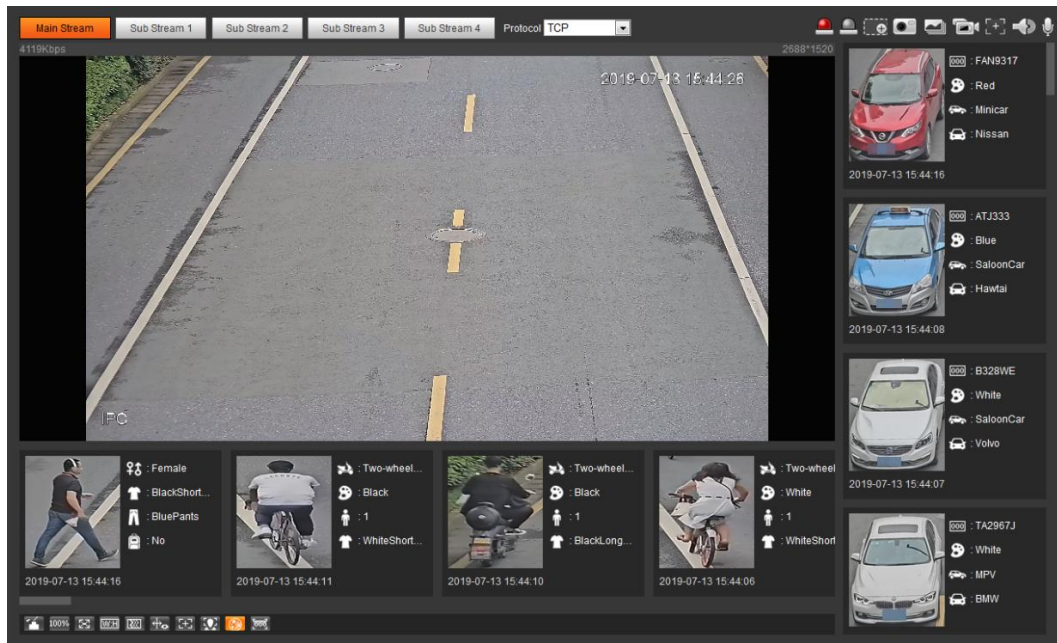 Main Stream
Sub Stream 1
Sub Stream 2
Sub Stream 3
Sub Stream 4
Protocol TCP
4119Kbps
2688*1520
2019-07-13 15:44:26
IPC
: FAN9317
: Red
: Minicar
: Nissan
2019-07-13 15:44:16
: ATJ333
: Blue
: SaloonCar
: Hawtai
2019-07-13 15:44:08
: B328WE
: White
: SaloonCar
: Volvo
2019-07-13 15:44:07
: TA2967J
: White
: MPV
: BMW
: Female
: BlackShort...
: BluePants
: No
2019-07-13 15:44:16
: Two-wheel...
: Black
: 1
: WhiteShort...
2019-07-13 15:44:11
: Two-wheel...
: Black
: 1
: BlackLong...
2019-07-13 15:44:10
: Two-wheel
: White
: 1
: WhiteShort
2019-07-13 15:44:06
100%
W:H